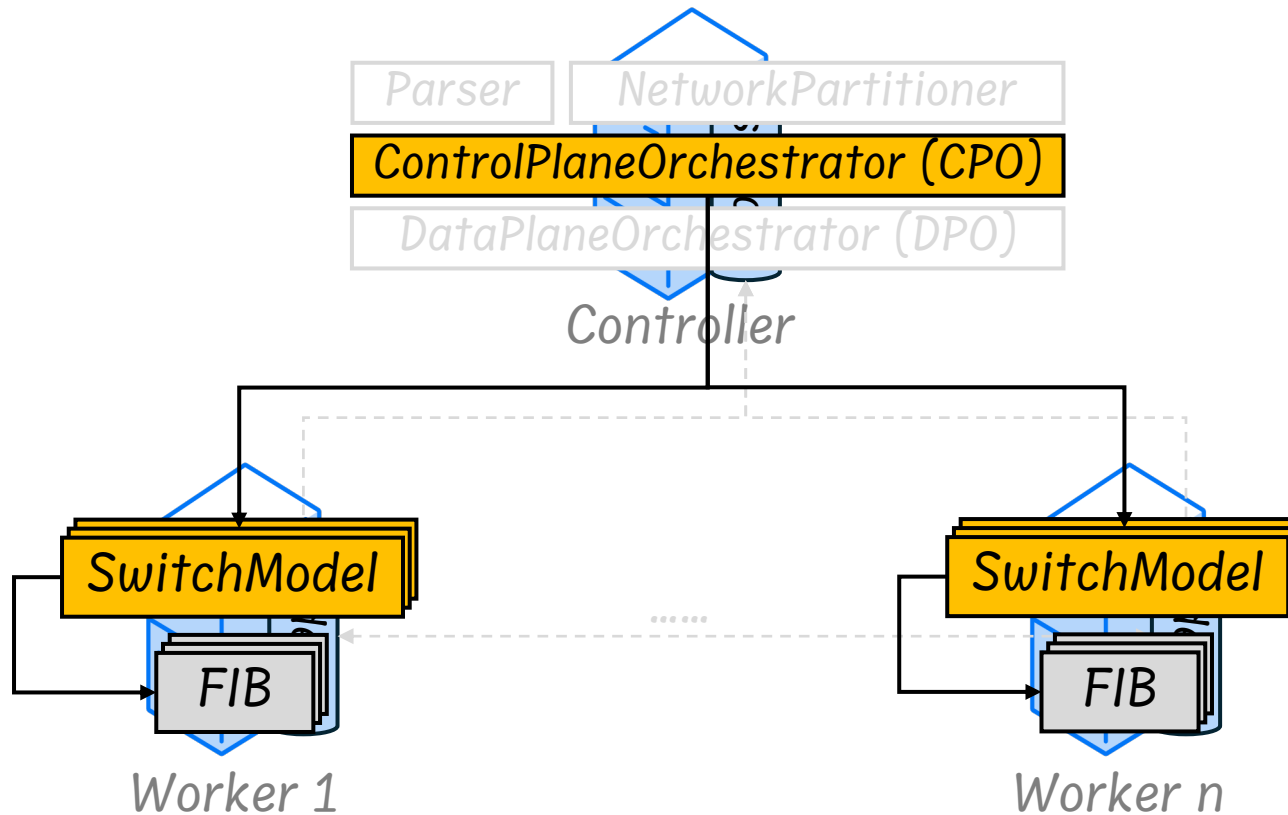 Parser
NetworkPartitioner
ControlPlaneOrchestrator (CPO)
DataPlaneOrchestrator (DPO)
Controller
SwitchModel
SwitchModel
......
FIB
FIB
Worker 1
Worker n